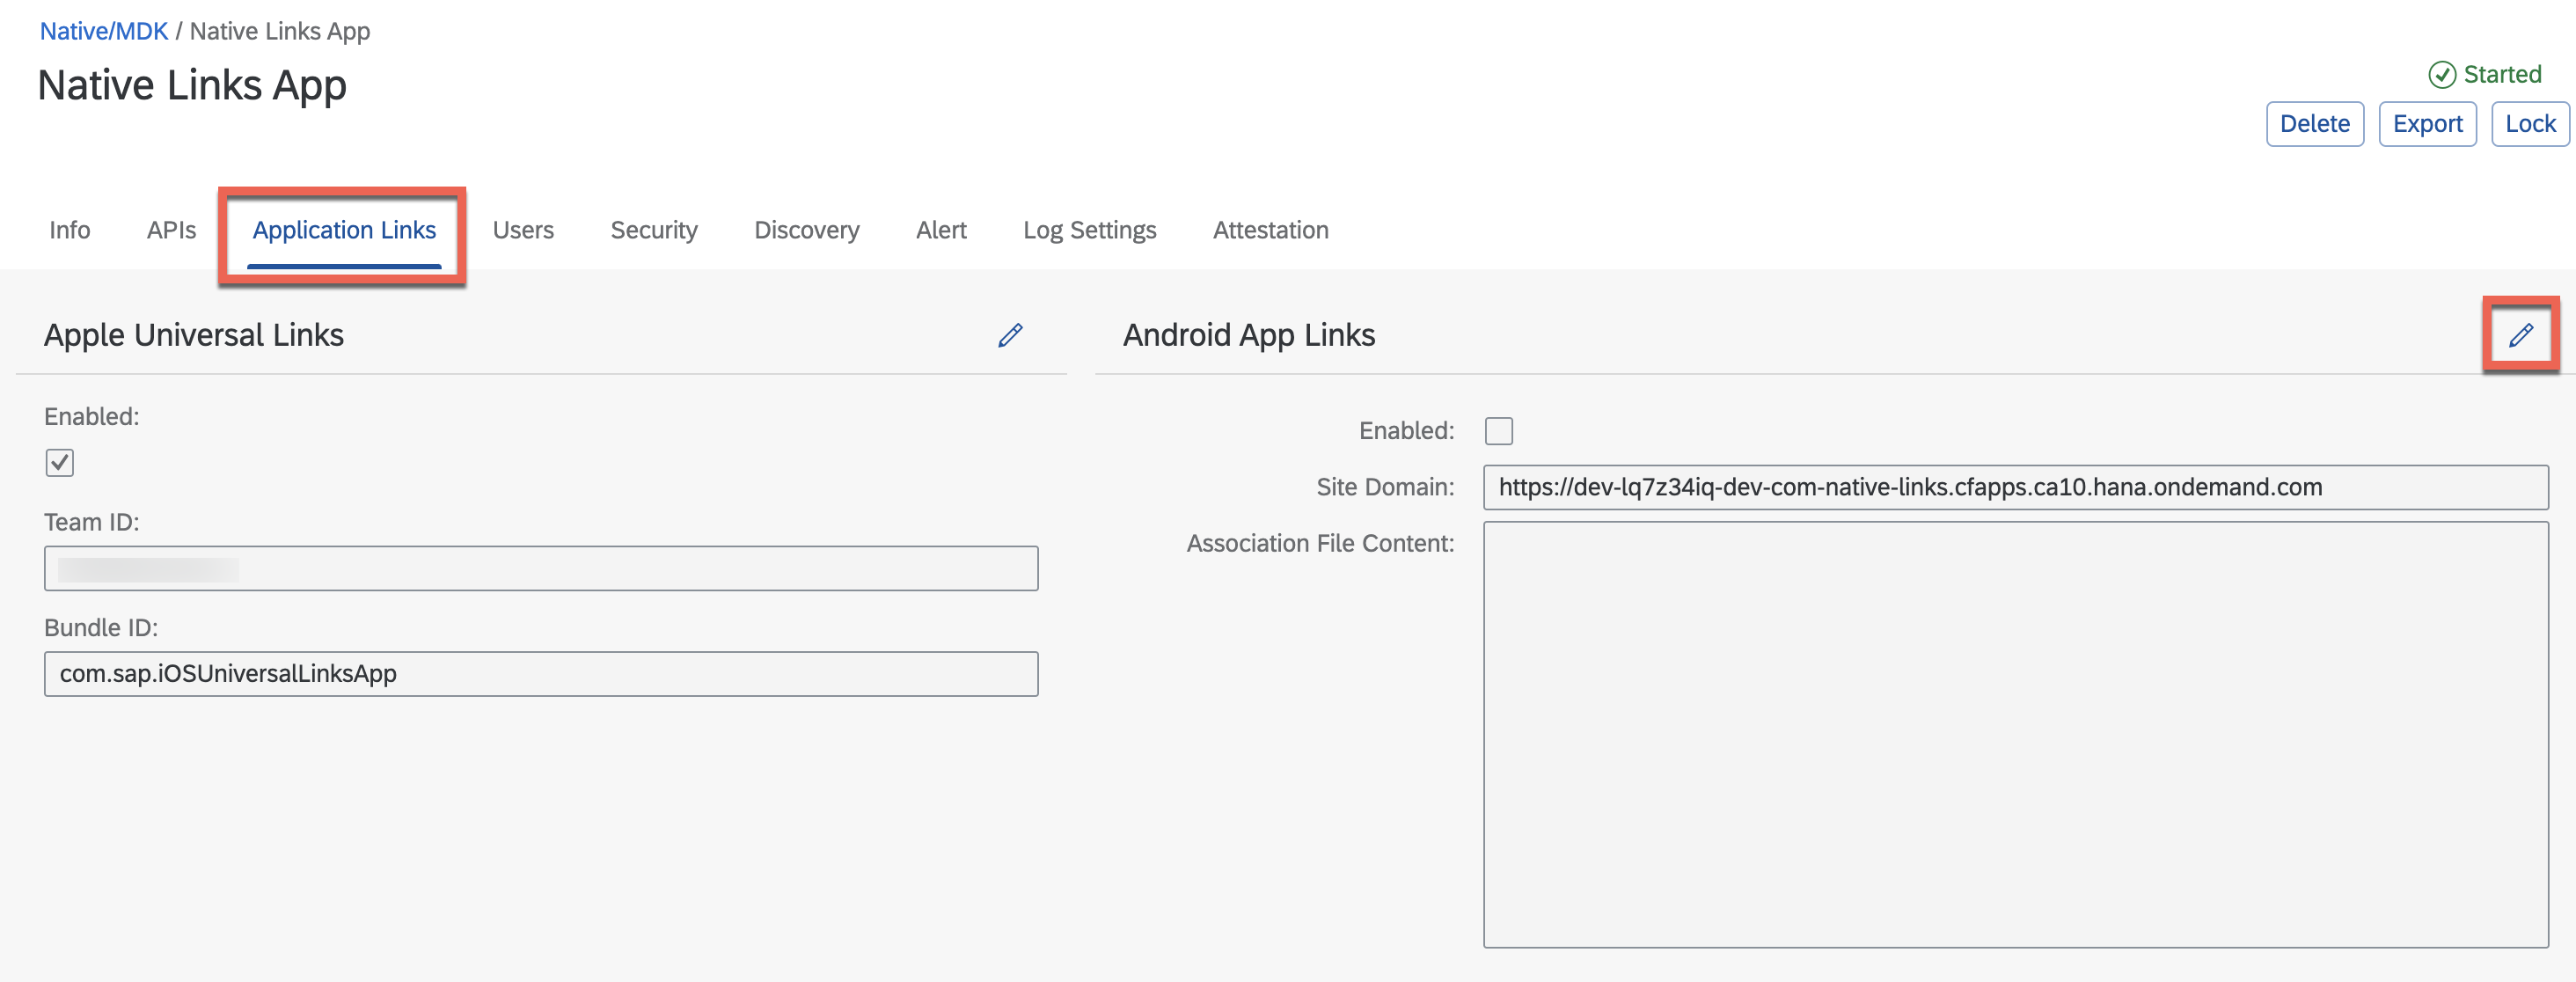 Native/MDK / Native Links App
Native Links App
Started
Delete Export Lock
Info APIs Application Links Users Security Discovery Alert Log Settings Attestation
Apple Universal Links
Enabled:
Team ID:
Bundle ID:
com.sap.iOSUniversalLinksApp
Android App Links
Enabled:
Site Domain: https://dev-lq7z34iq-dev-com-native-links.cfapps.ca10.hana.ondemand.com
Association File Content: